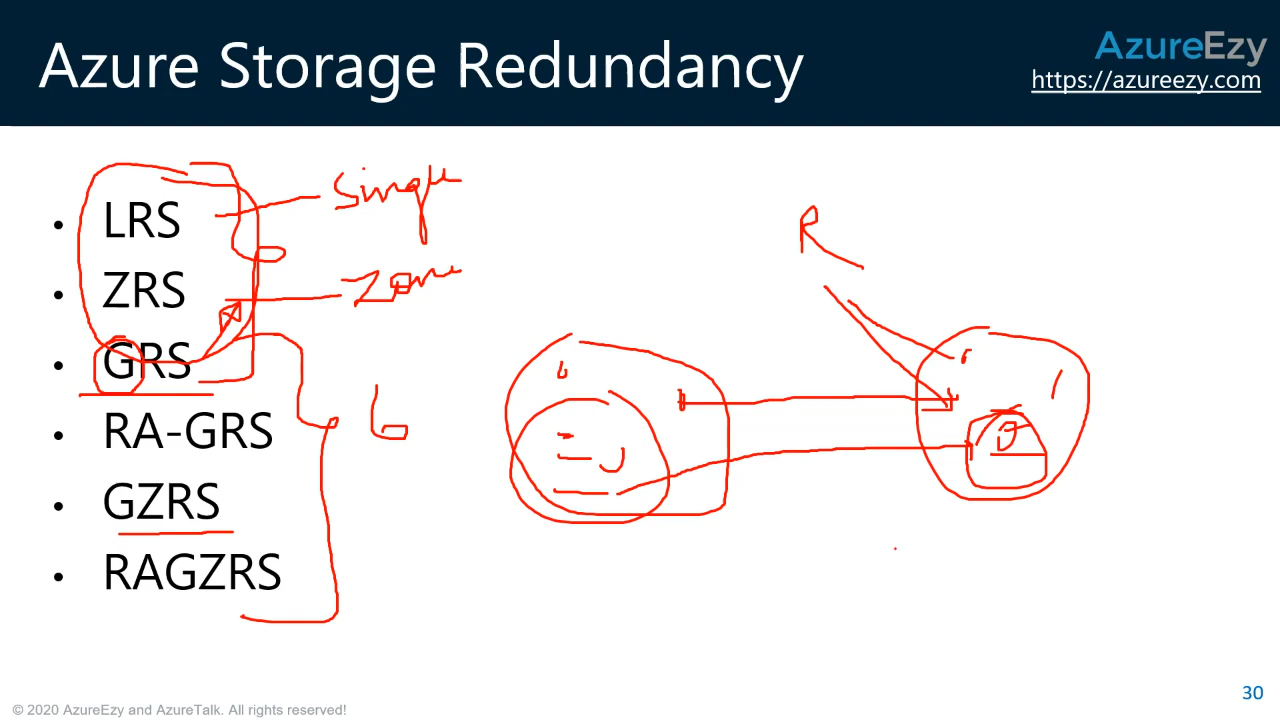 Azure Storage Redundancy
AzureEzy
https://azureezy.com
• LRS
Single
• ZRS
Zone
• GRS
• RA-GRS
6
• GZRS
• RAGZRS
R
© 2020 AzureEzy and AzureTalk. All rights reserved!
30